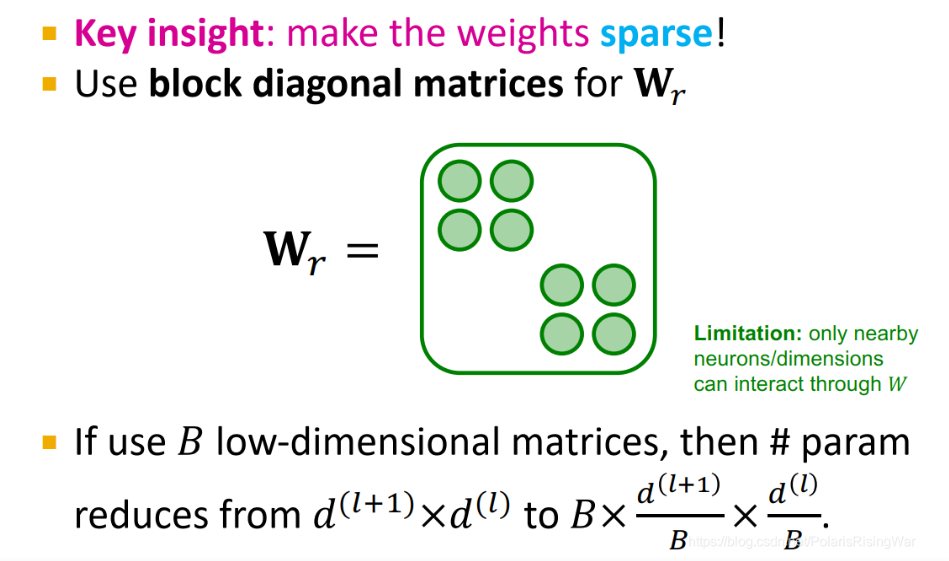 Key insight: make the weights sparse!
Use block diagonal matrices for W_r
W_r =
Limitation: only nearby
neurons/dimensions
can interact through W
If use B low-dimensional matrices, then # param
reduces from d^(l+1)×d^(l) to B× d^(l+1)/B × d^(l)/B.